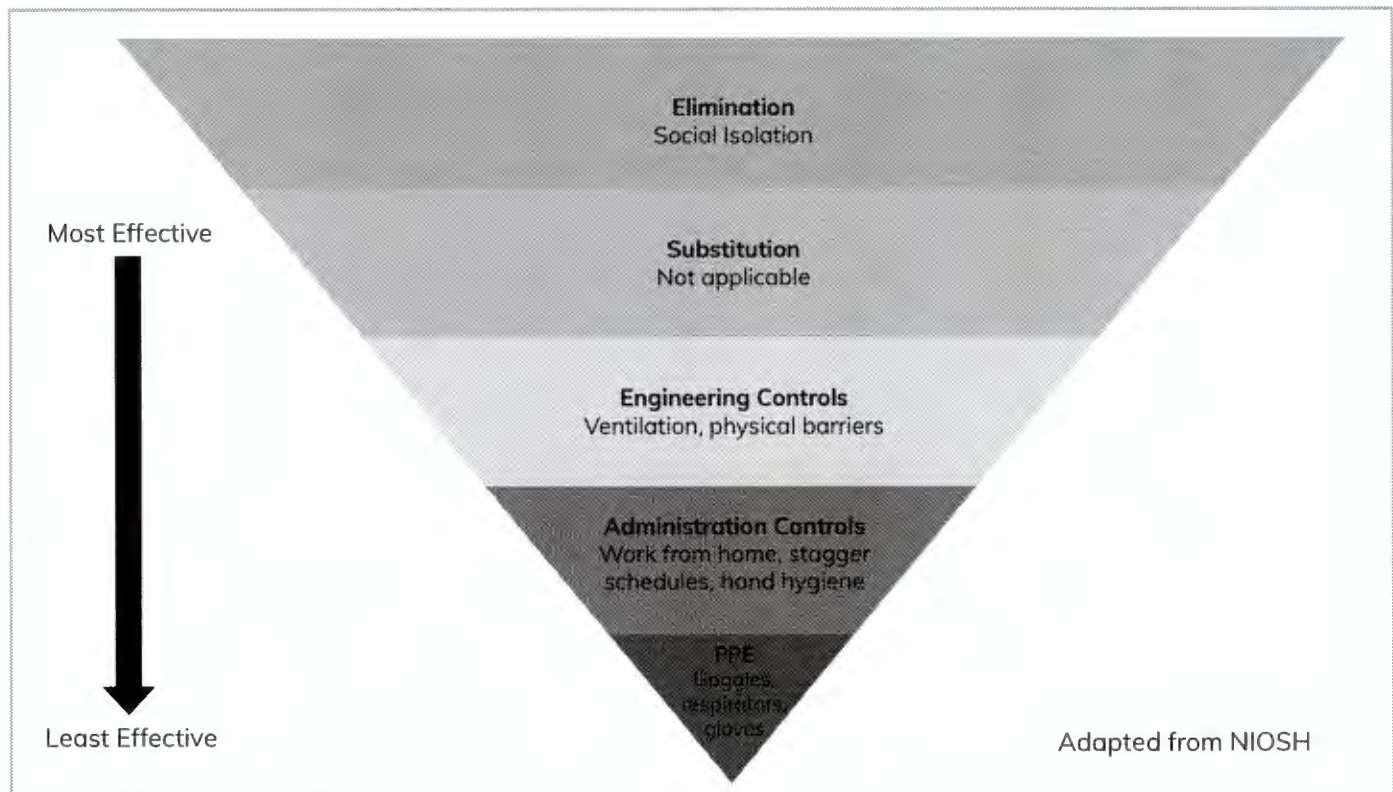 Elimination
Social Isolation
Most Effective
Substitution
Not applicable
Engineering Controls
Ventilation, physical barriers
Administration Controls
Work from home, stagger
schedules, hand hygiene
PPE
Goggles,
respirators,
gloves
Least Effective
Adapted from NIOSH